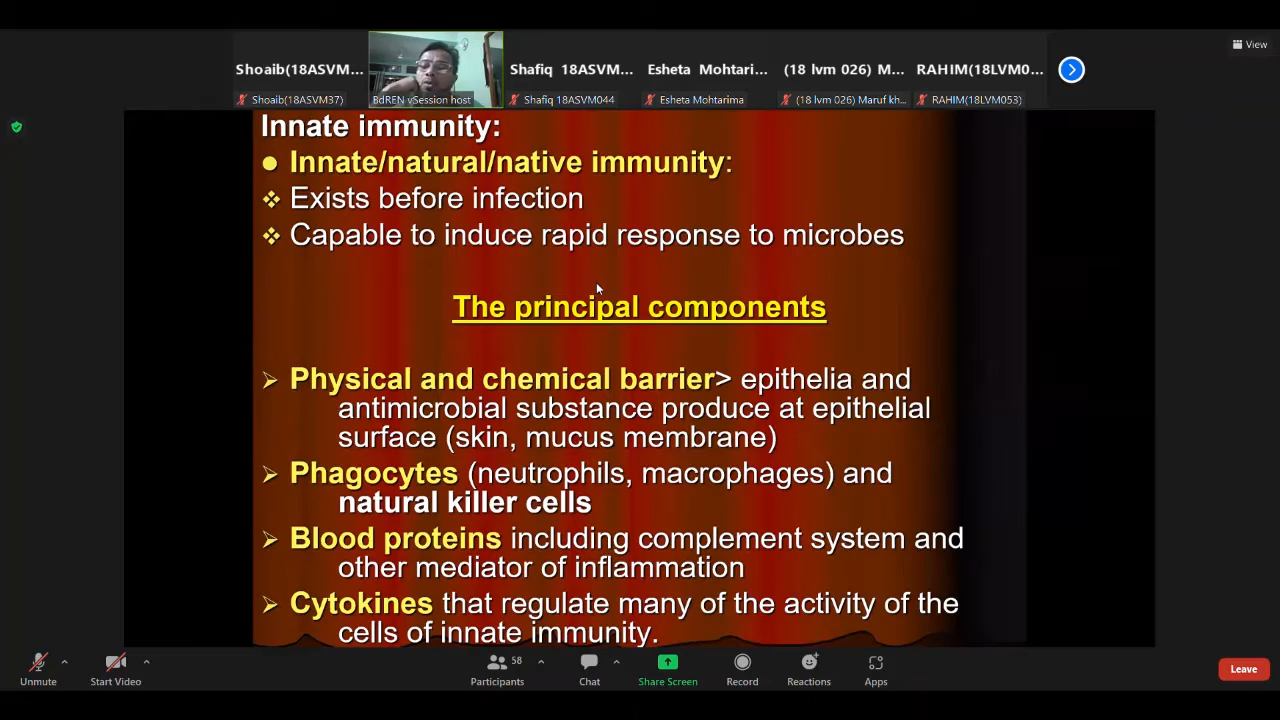 View
Shoaib(18ASVM...
Shafiq 18ASVM...
Esheta Mohtari...
(18 lvm 026) M...
RAHIM(18LVM0...
Shoaib(18ASVM37)
BdREN vSession host
Shafiq 18ASVM044
Esheta Mohtarima
(18 lvm 026) Maruf kh...
RAHIM(18LVM053)
Innate immunity:
Innate/natural/native immunity:
Exists before infection
Capable to induce rapid response to microbes
The principal components
Physical and chemical barrier> epithelia and
antimicrobial substance produce at epithelial
surface (skin, mucus membrane)
Phagocytes (neutrophils, macrophages) and
natural killer cells
Blood proteins including complement system and
other mediator of inflammation
Cytokines that regulate many of the activity of the
cells of innate immunity.
58
Unmute
Start Video
Participants
Chat
Share Screen
Record
Reactions
Apps
Leave